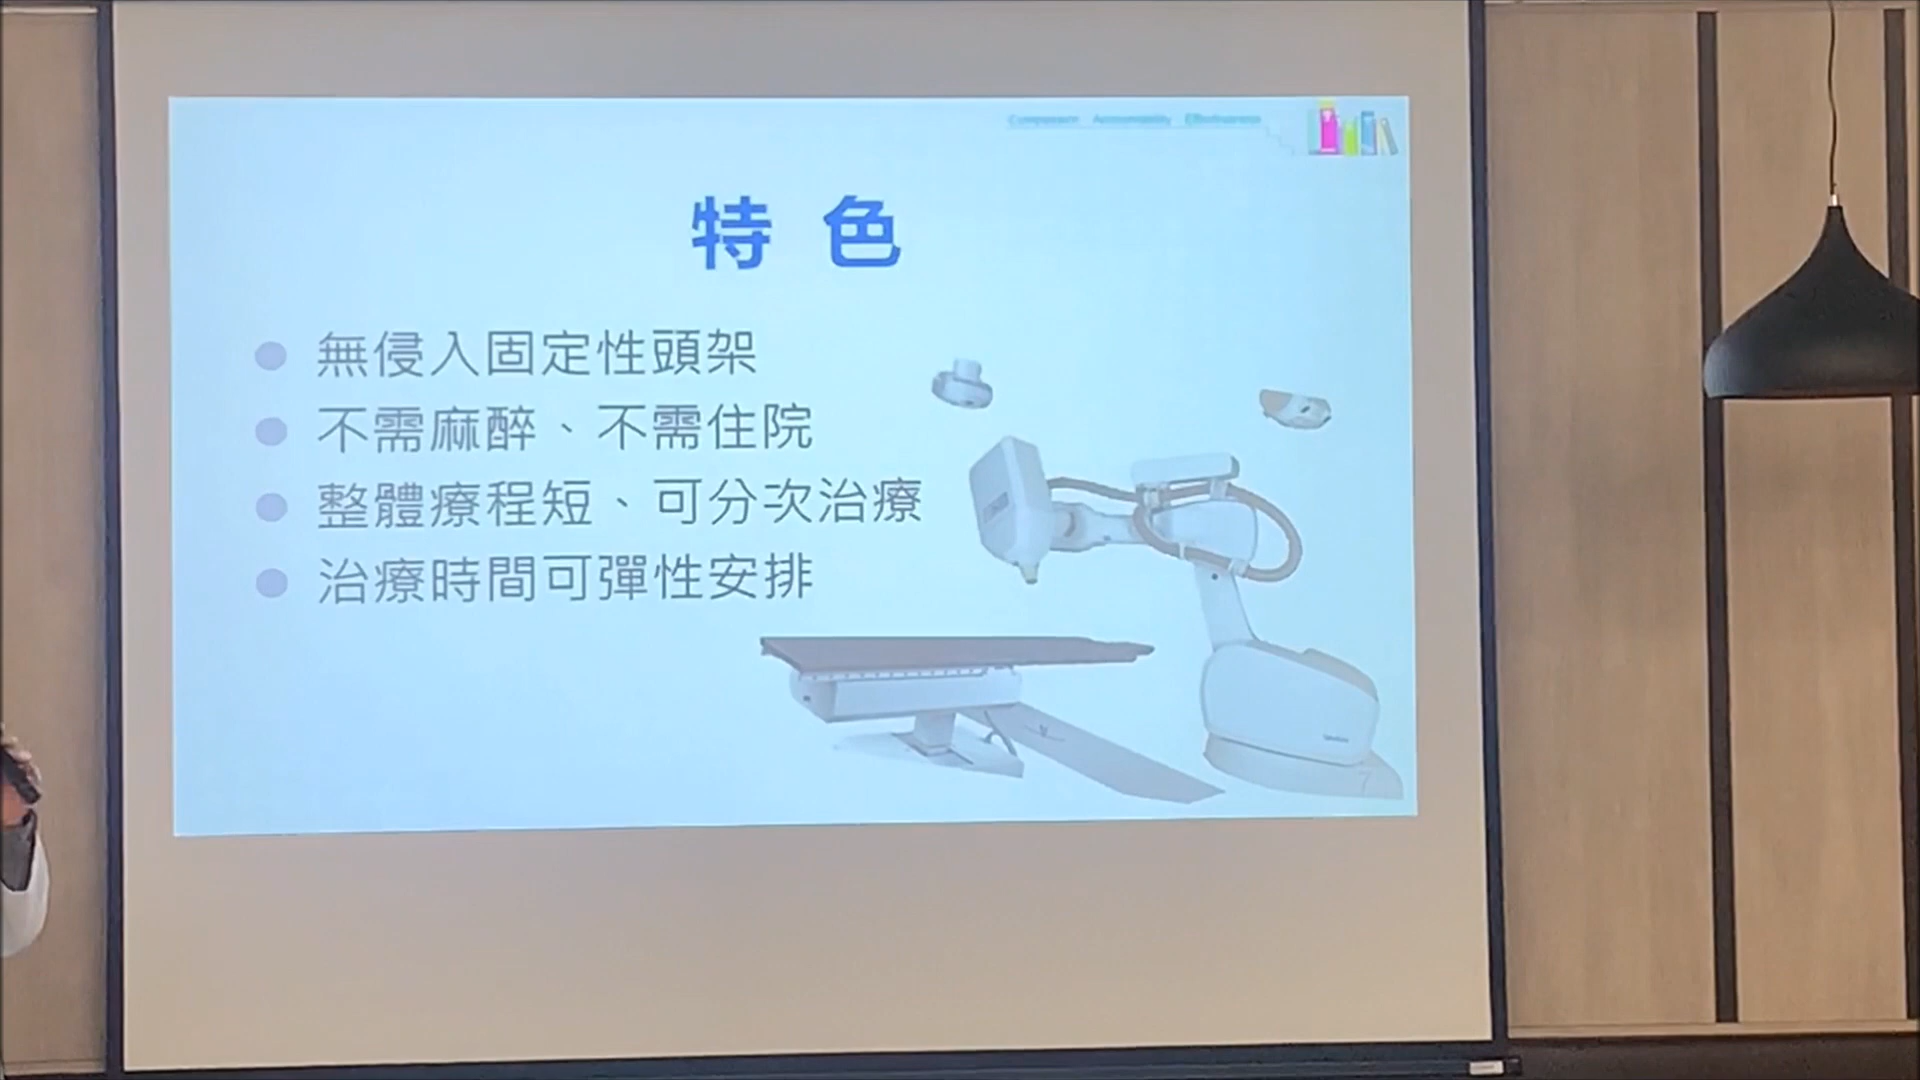 特 色
無侵入固定性頭架
不需麻醉、不需住院
整體療程短、可分次治療
治療時間可彈性安排